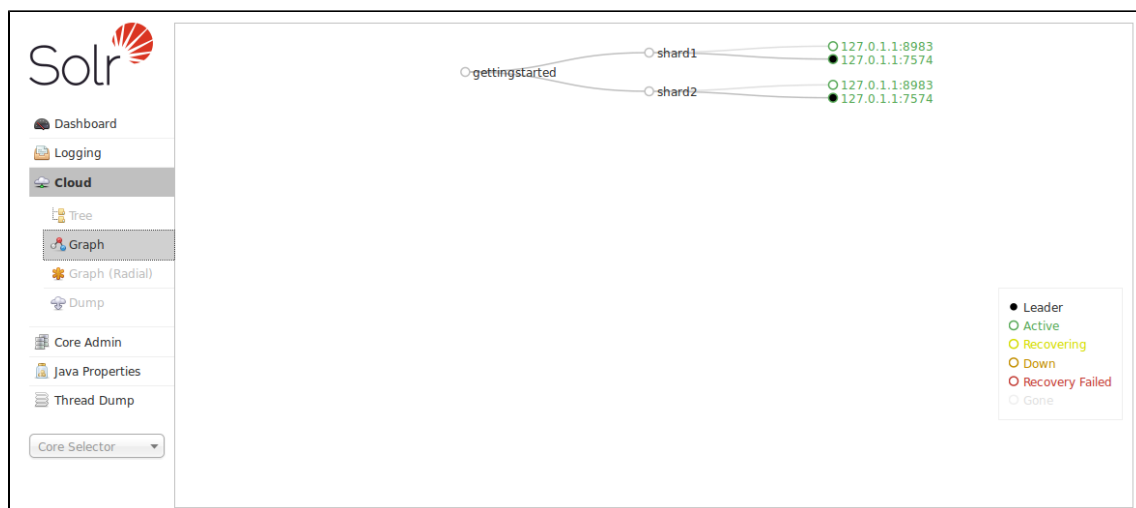 Solr
Dashboard
Logging
Cloud
Tree
Graph
Graph (Radial)
Dump
Core Admin
Java Properties
Thread Dump
Core Selector
gettingstarted
shard1
127.0.1.1:8983
127.0.1.1:7574
shard2
127.0.1.1:8983
127.0.1.1:7574
Leader
Active
Recovering
Down
Recovery Failed
Gone